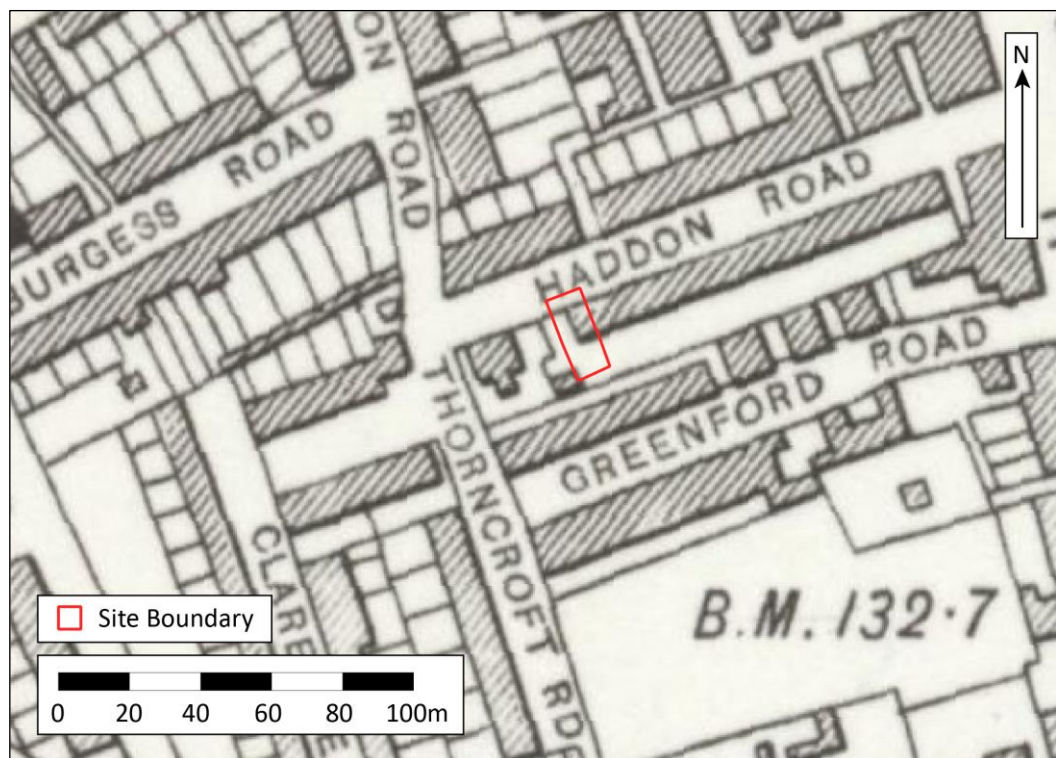 N
ON
ROAD
BURGESS ROAD
HADDON ROAD
GREENFORD ROAD
THORNCROFT RD
CLARE
B.M. 132·7
Site Boundary
0 20 40 60 80 100m